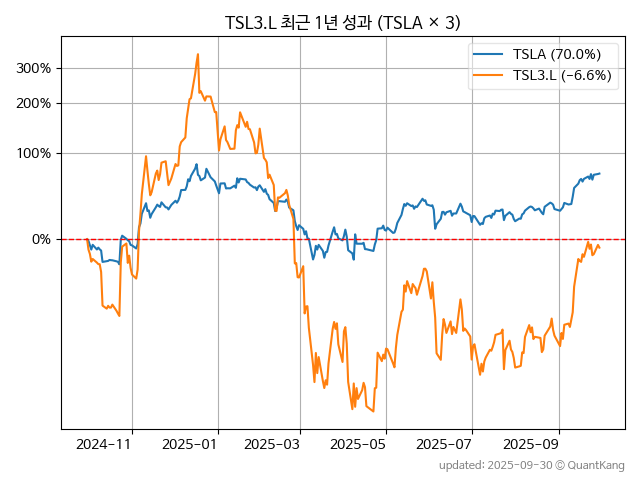 TSL3.L 최근 1년 성과 (TSLA × 3)
TSLA (70.0%)
TSL3.L (−6.6%)
300%
200%
100%
0%
2024−11
2025−01
2025−03
2025−05
2025−07
2025−09
updated: 2025-09-30 © QuantKang